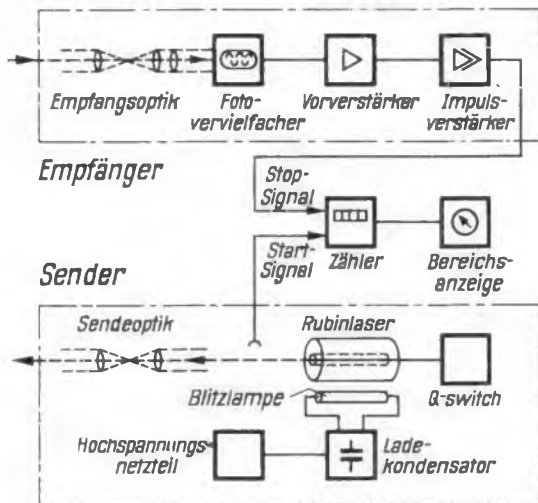 Empfangsoptik
Foto-
vervielfacher
Vorverstärker
Impuls-
verstärker
Empfänger
Stop-
Signal
Start-
Signal
Zähler
Bereichs-
anzeige
Sender
Sendeoptik
Rubinlaser
Blitzlampe
Q-switch
Hochspannungs-
netzteil
Lade-
kondensator